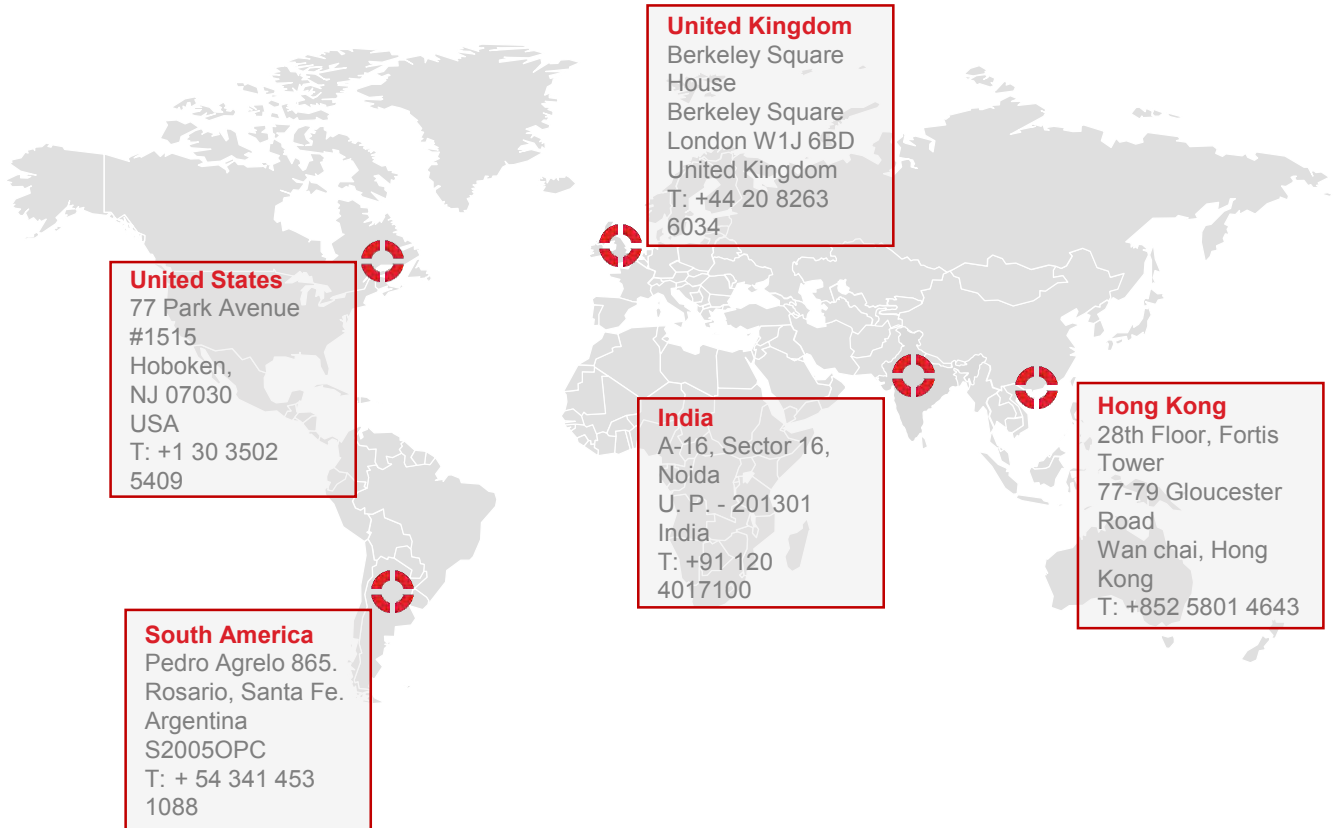 United Kingdom
Berkeley Square
House
Berkeley Square
London W1J 6BD
United Kingdom
T: +44 20 8263
6034
United States
77 Park Avenue
#1515
Hoboken,
NJ 07030
USA
T: +1 30 3502
5409
India
A-16, Sector 16,
Noida
U. P. - 201301
India
T: +91 120
4017100
Hong Kong
28th Floor, Fortis
Tower
77-79 Gloucester
Road
Wan chai, Hong
Kong
T: +852 5801 4643
South America
Pedro Agrelo 865.
Rosario, Santa Fe.
Argentina
S2005OPC
T: + 54 341 453
1088